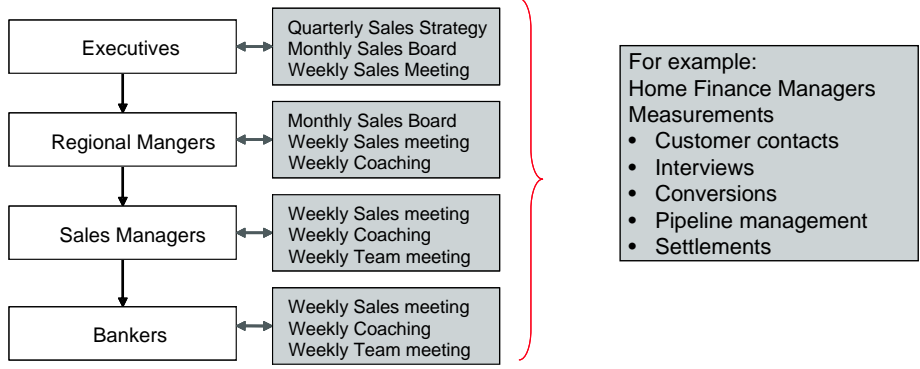 Executives
Quarterly Sales Strategy
Monthly Sales Board
Weekly Sales Meeting
Regional Mangers
Monthly Sales Board
Weekly Sales meeting
Weekly Coaching
Sales Managers
Weekly Sales meeting
Weekly Coaching
Weekly Team meeting
Bankers
Weekly Sales meeting
Weekly Coaching
Weekly Team meeting
For example:
Home Finance Managers
Measurements
• Customer contacts
• Interviews
• Conversions
• Pipeline management
• Settlements